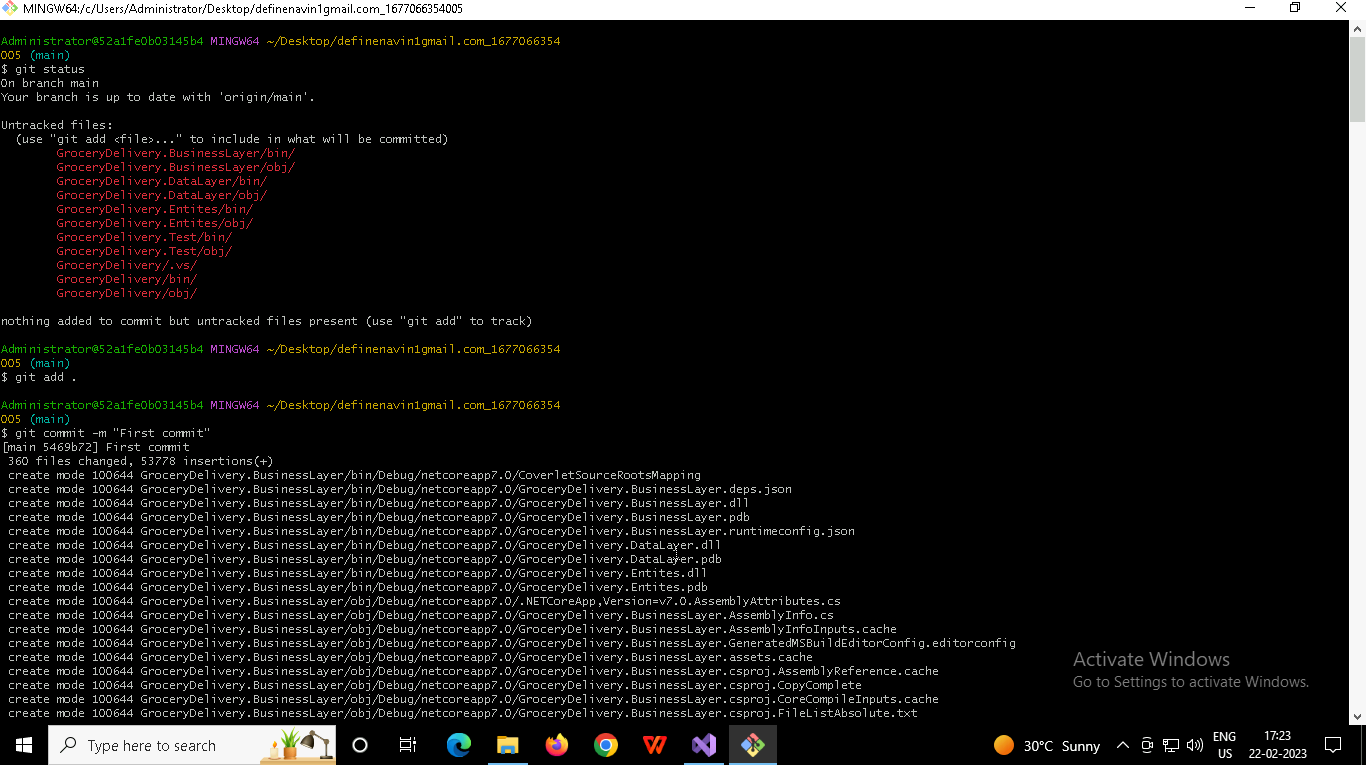 MINGW64:/c/Users/Administrator/Desktop/definenavin1gmail.com_1677066354005
Administrator@52a1fe0b03145b4 MINGW64 ~/Desktop/definenavin1gmail.com_1677066354
005 (main)
$ git status
On branch main
Your branch is up to date with 'origin/main'.
Untracked files:
  (use "git add <file>..." to include in what will be committed)
        GroceryDelivery.BusinessLayer/bin/
        GroceryDelivery.BusinessLayer/obj/
        GroceryDelivery.DataLayer/bin/
        GroceryDelivery.DataLayer/obj/
        GroceryDelivery.Entites/bin/
        GroceryDelivery.Entites/obj/
        GroceryDelivery.Test/bin/
        GroceryDelivery.Test/obj/
        GroceryDelivery/.vs/
        GroceryDelivery/bin/
        GroceryDelivery/obj/
nothing added to commit but untracked files present (use "git add" to track)
Administrator@52a1fe0b03145b4 MINGW64 ~/Desktop/definenavin1gmail.com_1677066354
005 (main)
$ git add .
Administrator@52a1fe0b03145b4 MINGW64 ~/Desktop/definenavin1gmail.com_1677066354
005 (main)
$ git commit -m "First commit"
[main 5469b72] First commit
 360 files changed, 53778 insertions(+)
 create mode 100644 GroceryDelivery.BusinessLayer/bin/Debug/netcoreapp7.0/CoverletSourceRootsMapping
 create mode 100644 GroceryDelivery.BusinessLayer/bin/Debug/netcoreapp7.0/GroceryDelivery.BusinessLayer.deps.json
 create mode 100644 GroceryDelivery.BusinessLayer/bin/Debug/netcoreapp7.0/GroceryDelivery.BusinessLayer.dll
 create mode 100644 GroceryDelivery.BusinessLayer/bin/Debug/netcoreapp7.0/GroceryDelivery.BusinessLayer.pdb
 create mode 100644 GroceryDelivery.BusinessLayer/bin/Debug/netcoreapp7.0/GroceryDelivery.BusinessLayer.runtimeconfig.json
 create mode 100644 GroceryDelivery.BusinessLayer/bin/Debug/netcoreapp7.0/GroceryDelivery.DataLayer.dll
 create mode 100644 GroceryDelivery.BusinessLayer/bin/Debug/netcoreapp7.0/GroceryDelivery.DataLayer.pdb
 create mode 100644 GroceryDelivery.BusinessLayer/bin/Debug/netcoreapp7.0/GroceryDelivery.Entites.dll
 create mode 100644 GroceryDelivery.BusinessLayer/bin/Debug/netcoreapp7.0/GroceryDelivery.Entites.pdb
 create mode 100644 GroceryDelivery.BusinessLayer/obj/Debug/netcoreapp7.0/.NETCoreApp,Version=v7.0.AssemblyAttributes.cs
 create mode 100644 GroceryDelivery.BusinessLayer/obj/Debug/netcoreapp7.0/GroceryDelivery.BusinessLayer.AssemblyInfo.cs
 create mode 100644 GroceryDelivery.BusinessLayer/obj/Debug/netcoreapp7.0/GroceryDelivery.BusinessLayer.AssemblyInfoInputs.cache
 create mode 100644 GroceryDelivery.BusinessLayer/obj/Debug/netcoreapp7.0/GroceryDelivery.BusinessLayer.GeneratedMSBuildEditorConfig.editorconfig
 create mode 100644 GroceryDelivery.BusinessLayer/obj/Debug/netcoreapp7.0/GroceryDelivery.BusinessLayer.assets.cache
 create mode 100644 GroceryDelivery.BusinessLayer/obj/Debug/netcoreapp7.0/GroceryDelivery.BusinessLayer.csproj.AssemblyReference.cache
 create mode 100644 GroceryDelivery.BusinessLayer/obj/Debug/netcoreapp7.0/GroceryDelivery.BusinessLayer.csproj.CopyComplete
 create mode 100644 GroceryDelivery.BusinessLayer/obj/Debug/netcoreapp7.0/GroceryDelivery.BusinessLayer.csproj.CoreCompileInputs.cache
 create mode 100644 GroceryDelivery.BusinessLayer/obj/Debug/netcoreapp7.0/GroceryDelivery.BusinessLayer.csproj.FileListAbsolute.txt
Activate Windows
Go to Settings to activate Windows.
Type here to search
30°C Sunny
ENG
US
17:23
22-02-2023